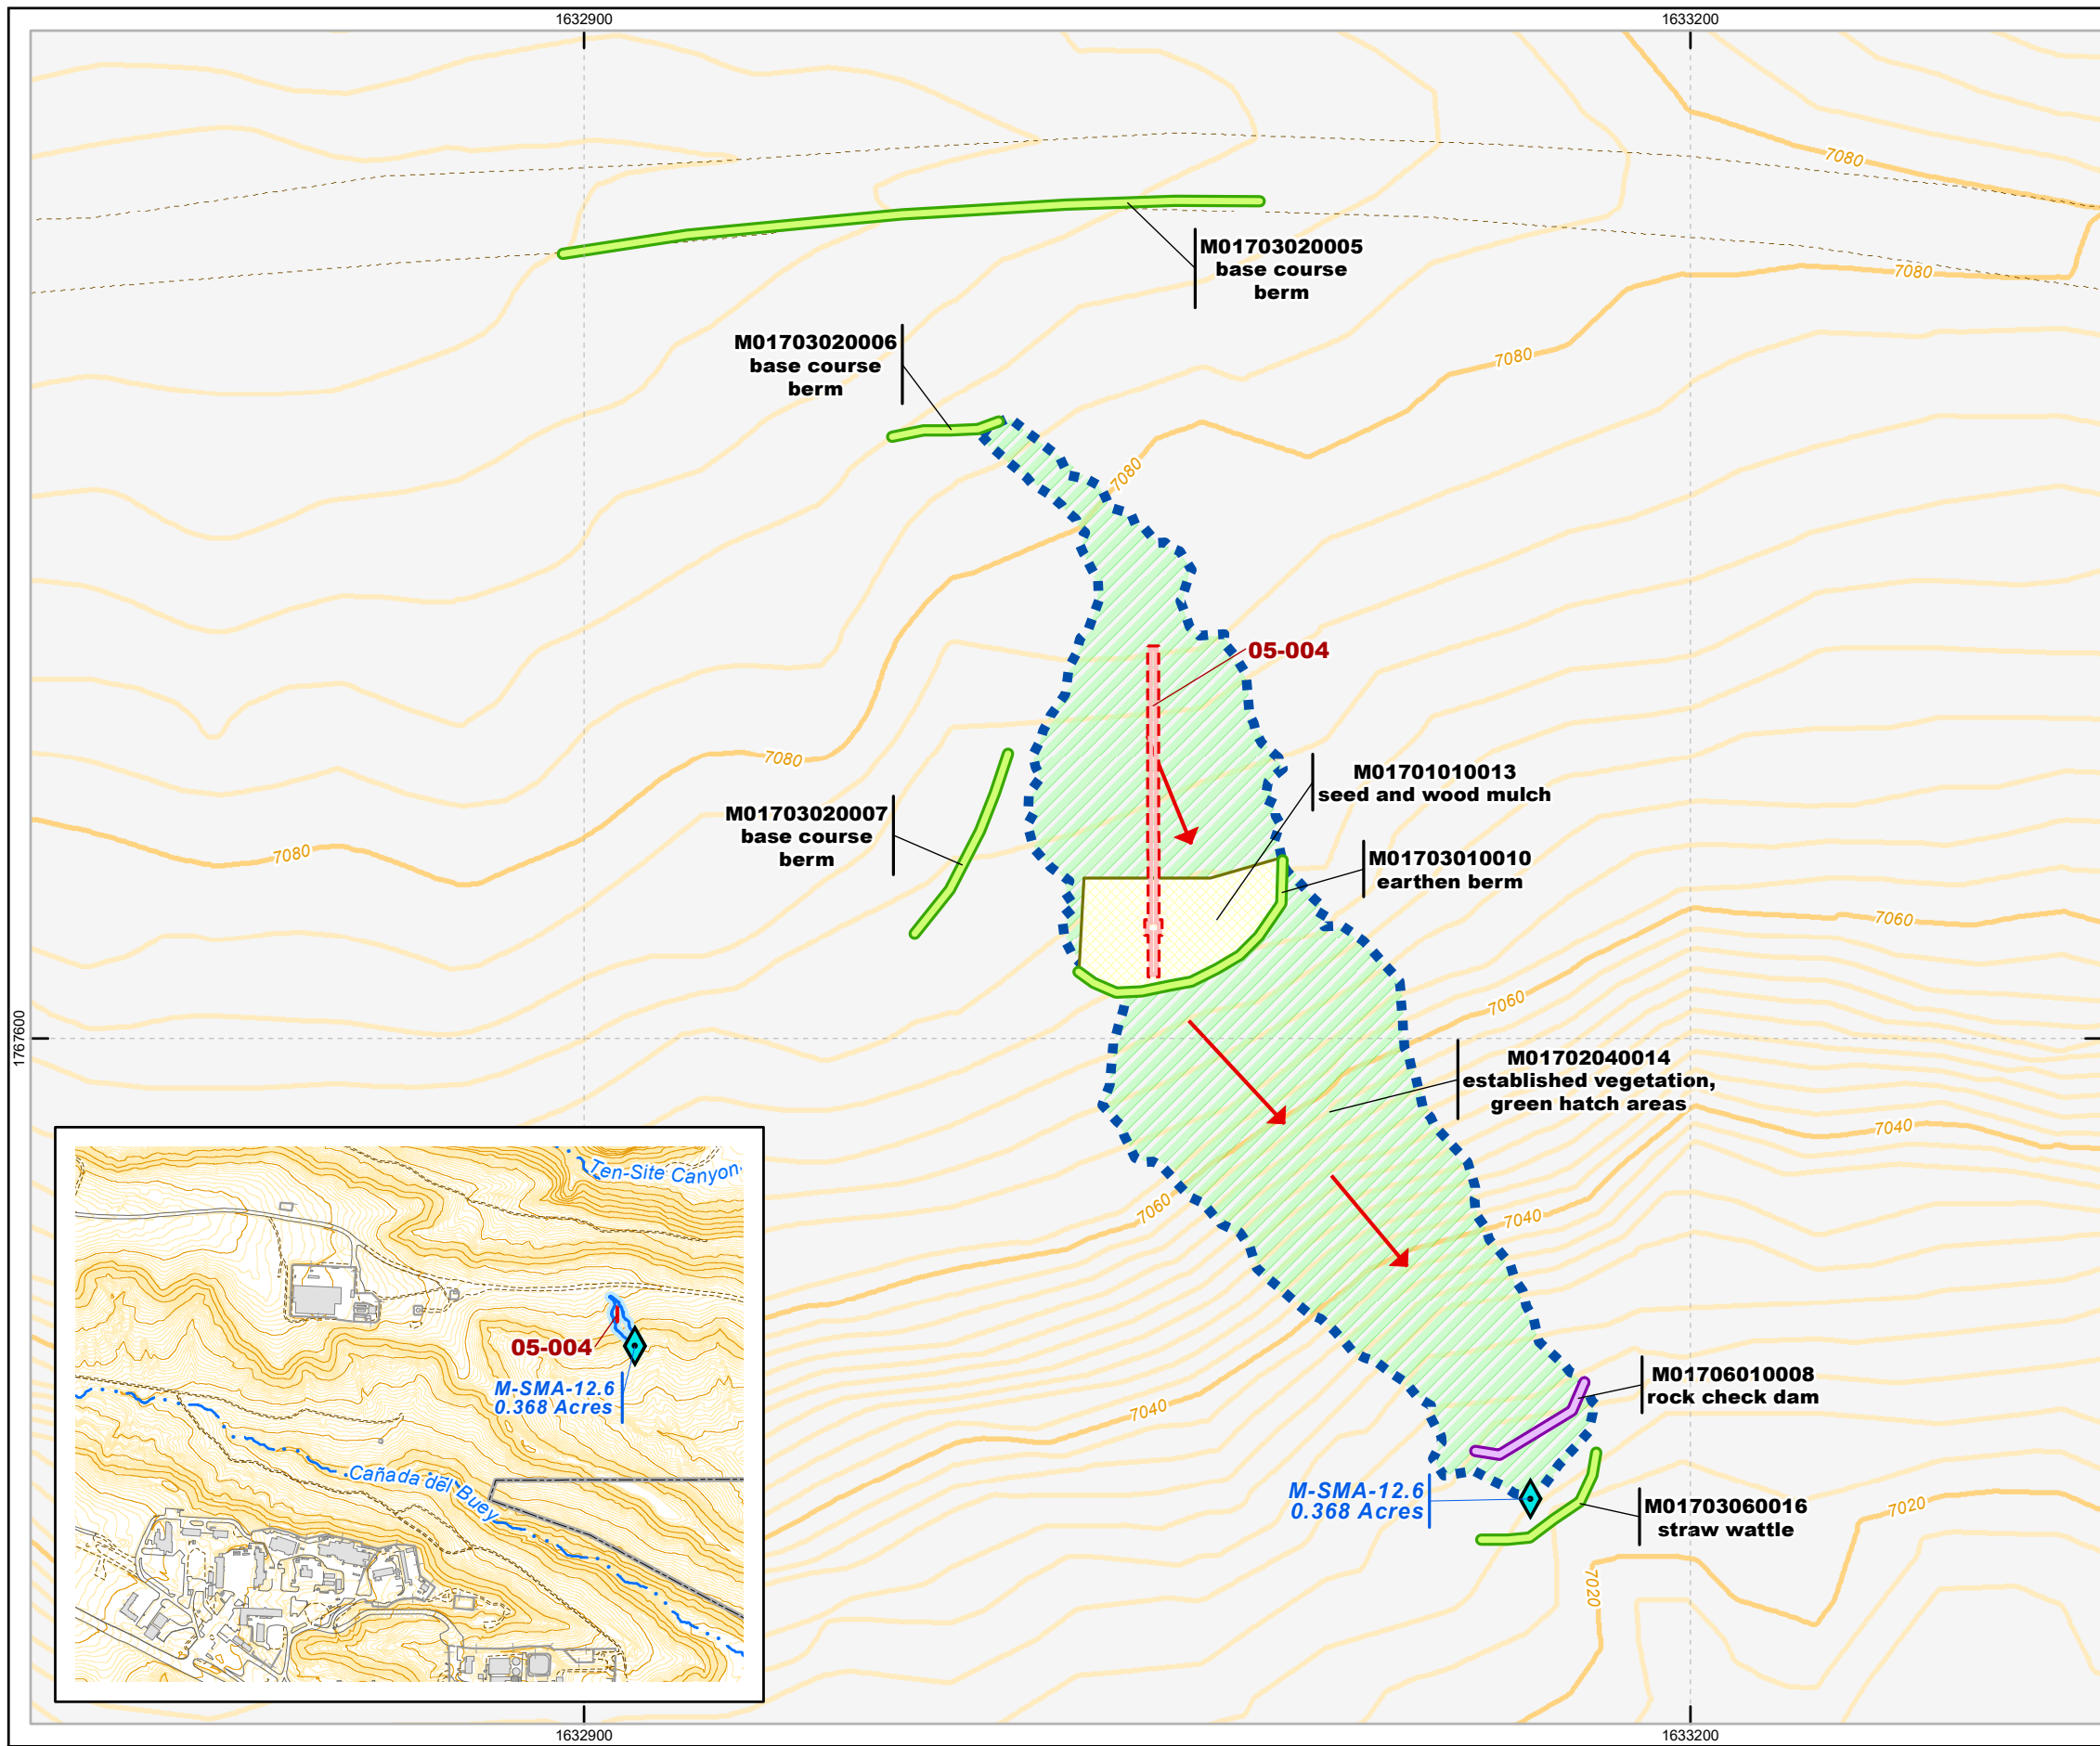 1632900
1633200
7080
7080
M01703020005
base course
berm
M01703020006
base course
berm
7080
7080
05-004
7080
M01701010013
seed and wood mulch
M01703020007
base course
berm
7080
M01703010010
earthen berm
7060
7060
1767600
M01702040014
established vegetation,
green hatch areas
7040
7060
7040
7040
M01706010008
rock check dam
M-SMA-12.6
0.368 Acres
M01703060016
straw wattle
7020
7020
Ten-Site Canyon
05-004
M-SMA-12.6
0.368 Acres
Cañada del Buey
1632900
1633200